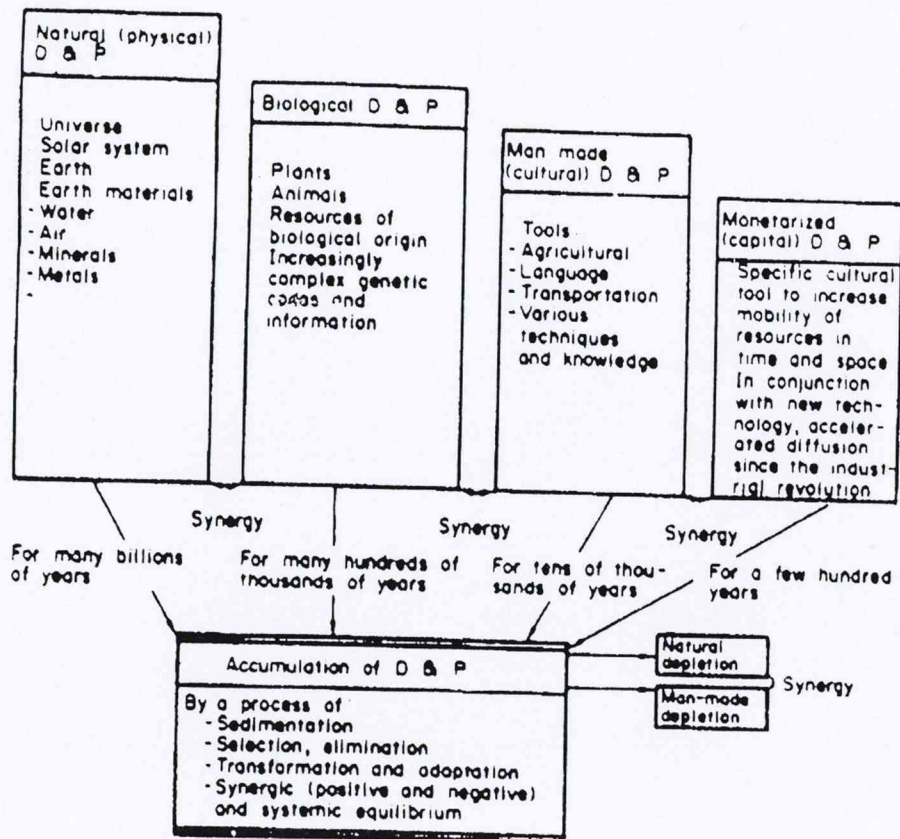 Natural (physical)
D & P
Universe
Solar system
Earth
Earth materials
- Water
- Air
- Minerals
- Metals
-
Biological D & P
Plants
Animals
Resources of
biological origin
Increasingly
complex genetic
codas and
information
Man made
(cultural) D & P
Tools
- Agricultural
- Language
- Transportation
- Various
techniques
and knowledge
Monetarized
(capital) D & P
Specific cultural
tool to increase
mobility of
resources in
time and space
In conjunction
with new tech-
nology, acceler-
ated diffusion
since the indust-
rial revolution
Synergy
Synergy
Synergy
For many billions
of years
For many hundreds of
thousands of years
For tens of thou-
sands of years
For a few hundred
years
Accumulation of D & P
By a process of
- Sedimentation
- Selection, elimination
- Transformation and adaptation
- Synergic (positive and negative)
and systemic equilibrium
Natural
depletion
Man-made
depletion
Synergy